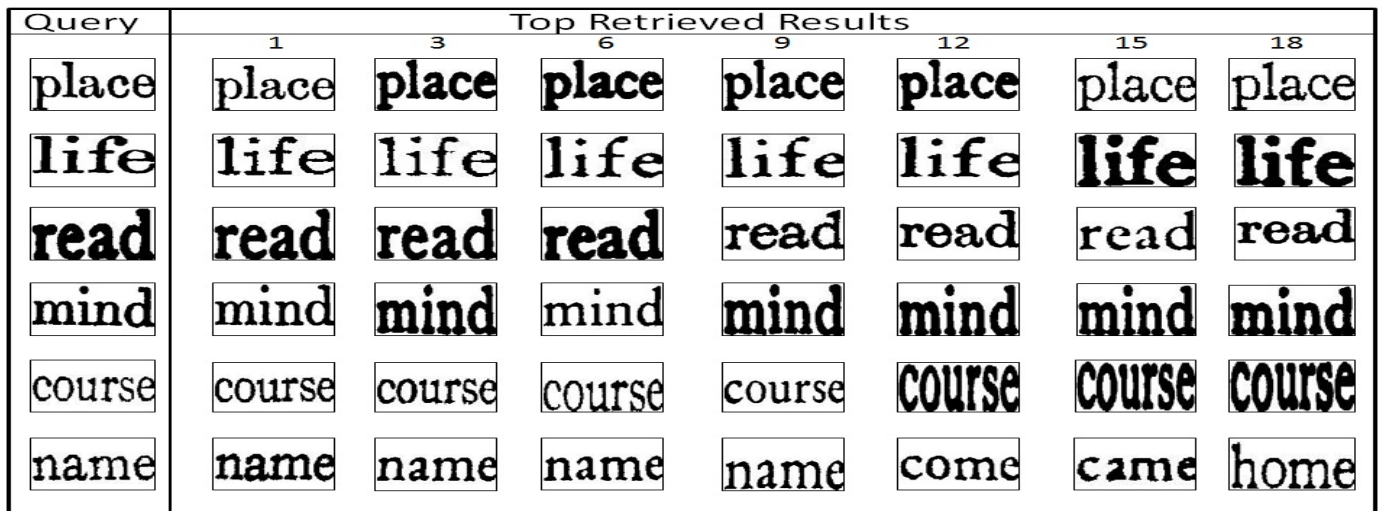 Query Top Retrieved Results
1 3 6 9 12 15 18
place place place place place place place place
life life life life life life life life
read read read read read read read read
mind mind mind mind mind mind mind mind
course course course course course course course course
name name name name name come came home